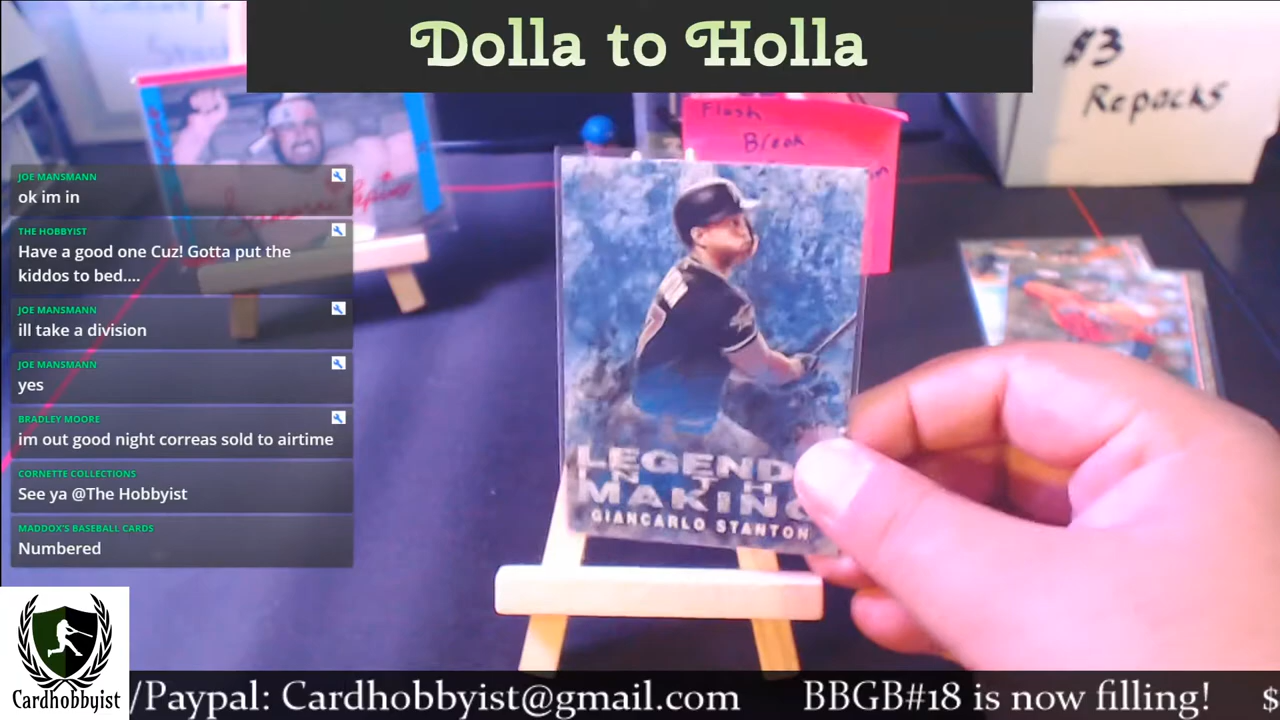 Dolla to Holla
$3
Repacks
Flash
Break
JOE MANSMANN
ok im in
THE HOBBYIST
Have a good one Cuz! Gotta put the
kiddos to bed....
JOE MANSMANN
ill take a division
JOE MANSMANN
yes
BRADLEY MOORE
im out good night correas sold to airtime
CORNETTE COLLECTIONS
See ya @The Hobbyist
MADDOX'S BASEBALL CARDS
Numbered
LEGEND
IN TH
MAKING
GIANCARLO STANTON
Cardhobbyist
/Paypal: Cardhobbyist@gmail.com BBGB#18 is now filling! $